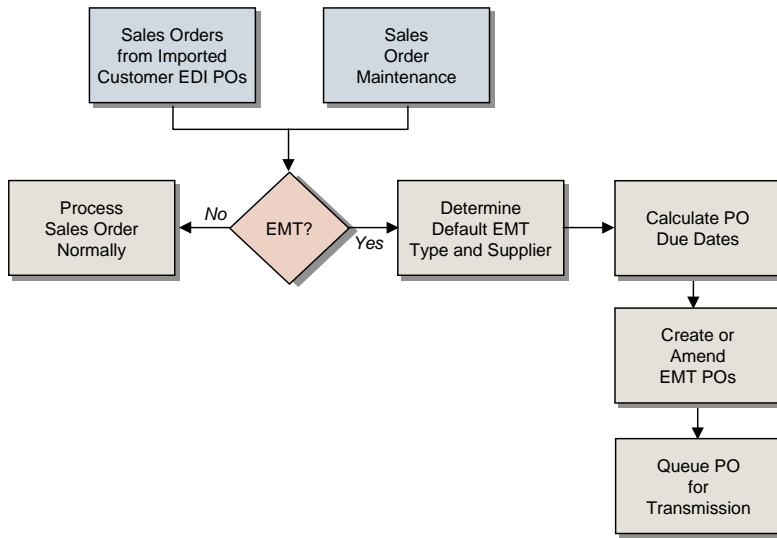 Sales Orders
from Imported
Customer EDI POs
Sales
Order
Maintenance
Process
Sales Order
Normally
No
EMT?
Yes
Determine
Default EMT
Type and Supplier
Calculate PO
Due Dates
Create or
Amend
EMT POs
Queue PO
for
Transmission